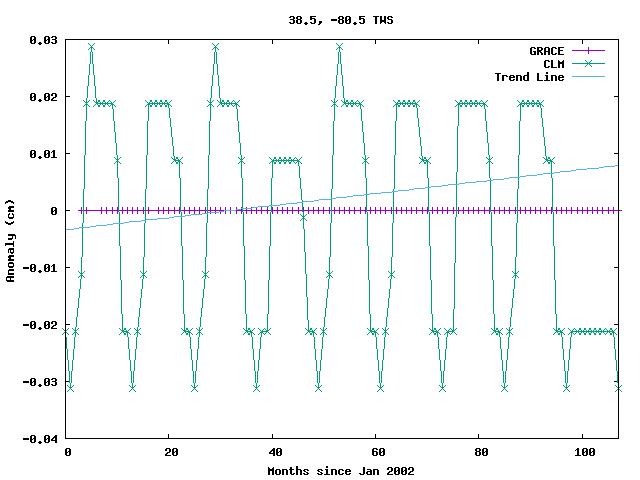 38.5, -80.5 TWS
GRACE
CLM
Trend Line
0.03
0.02
0.01
0
-0.01
-0.02
-0.03
-0.04
Anomaly (cm)
0 20 40 60 80 100
Months since Jan 2002